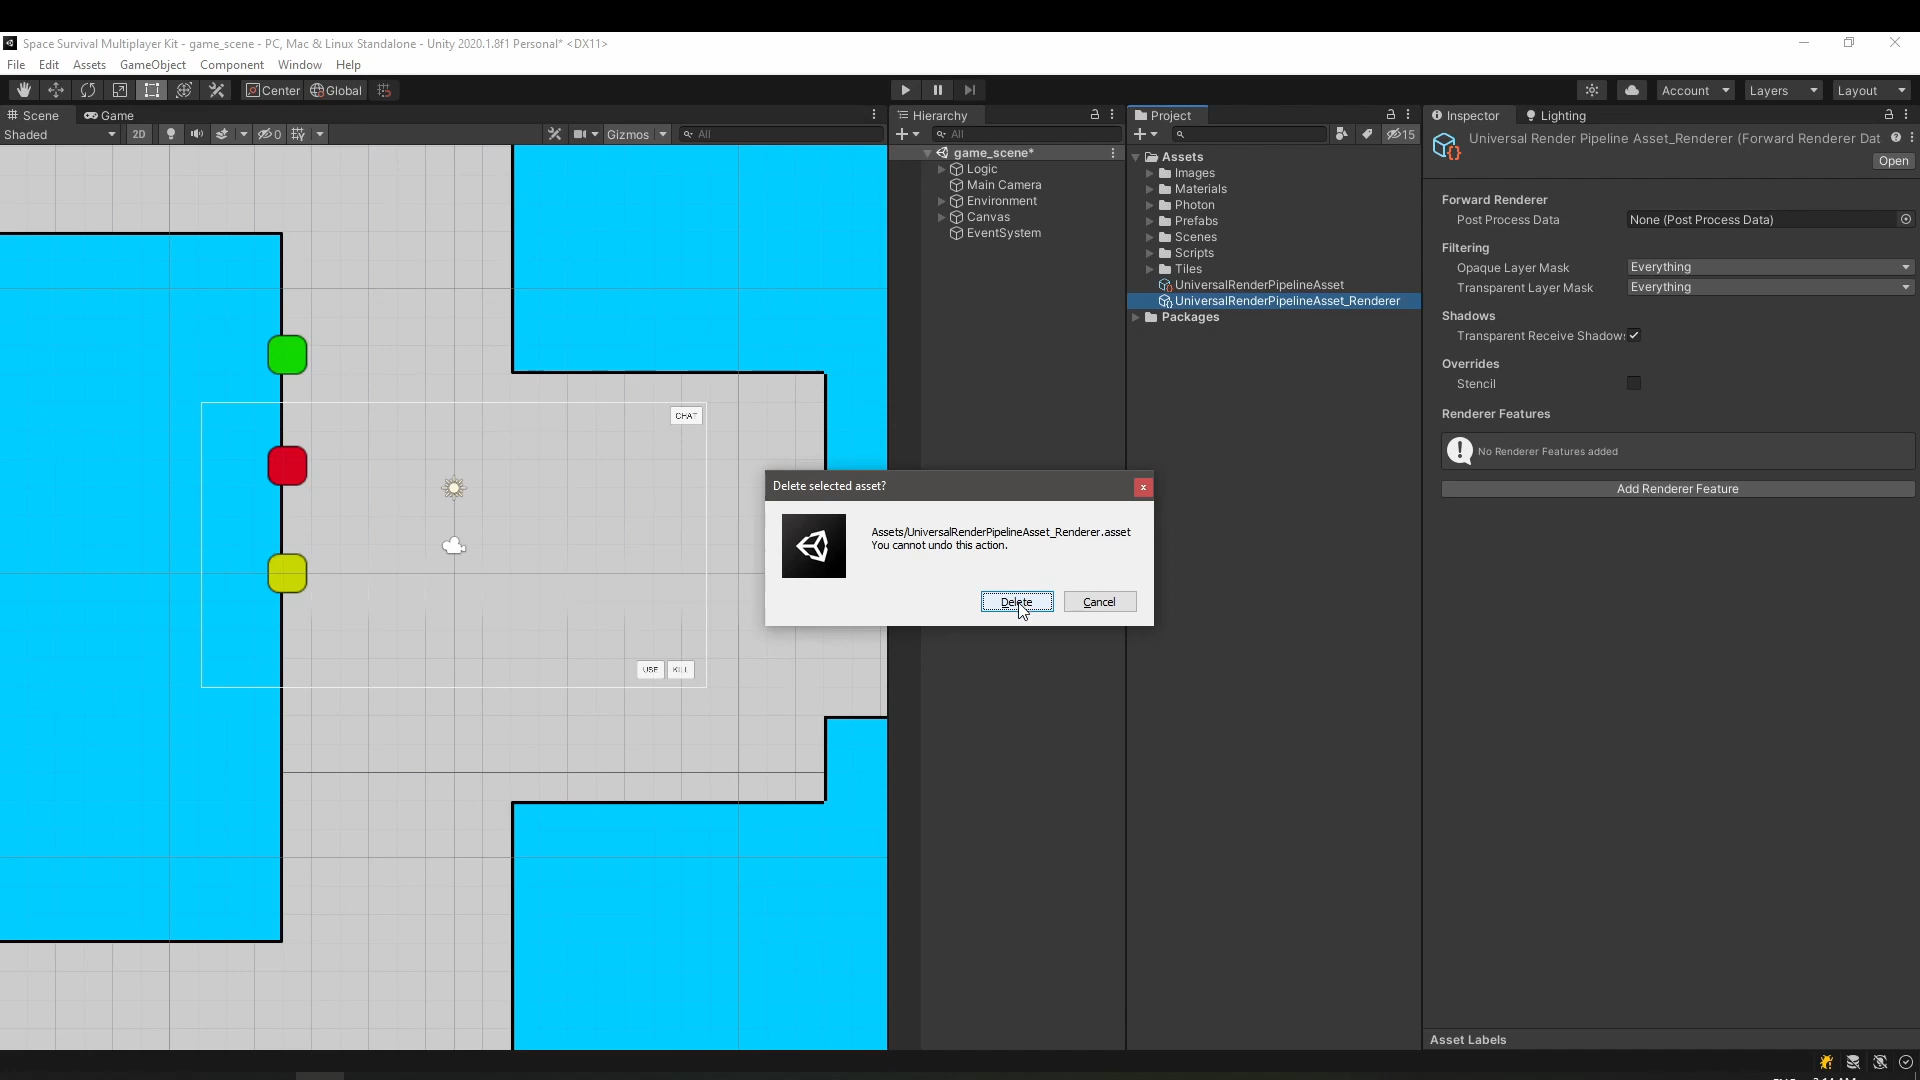 Space Survival Multiplayer Kit - game_scene - PC, Mac & Linux Standalone - Unity 2020.1.8f1 Personal* <DX11>
File Edit Assets GameObject Component Window Help
Center Global Account Layers Layout
Scene Game
Shaded 2D 0 Gizmos All
Hierarchy
All
game_scene*
Logic
Main Camera
Environment
Canvas
EventSystem
Project
15
Assets
Images
Materials
Photon
Prefabs
Scenes
Scripts
Tiles
UniversalRenderPipelineAsset
UniversalRenderPipelineAsset_Renderer
Packages
Inspector Lighting
Universal Render Pipeline Asset_Renderer (Forward Renderer Dat
Open
Forward Renderer
Post Process Data None (Post Process Data)
Filtering
Opaque Layer Mask Everything
Transparent Layer Mask Everything
Shadows
Transparent Receive Shadow
Overrides
Stencil
Renderer Features
No Renderer Features added
Add Renderer Feature
CHAT
USE KILL
Delete selected asset?
x
Assets/UniversalRenderPipelineAsset_Renderer.asset
You cannot undo this action.
Delete Cancel
Asset Labels